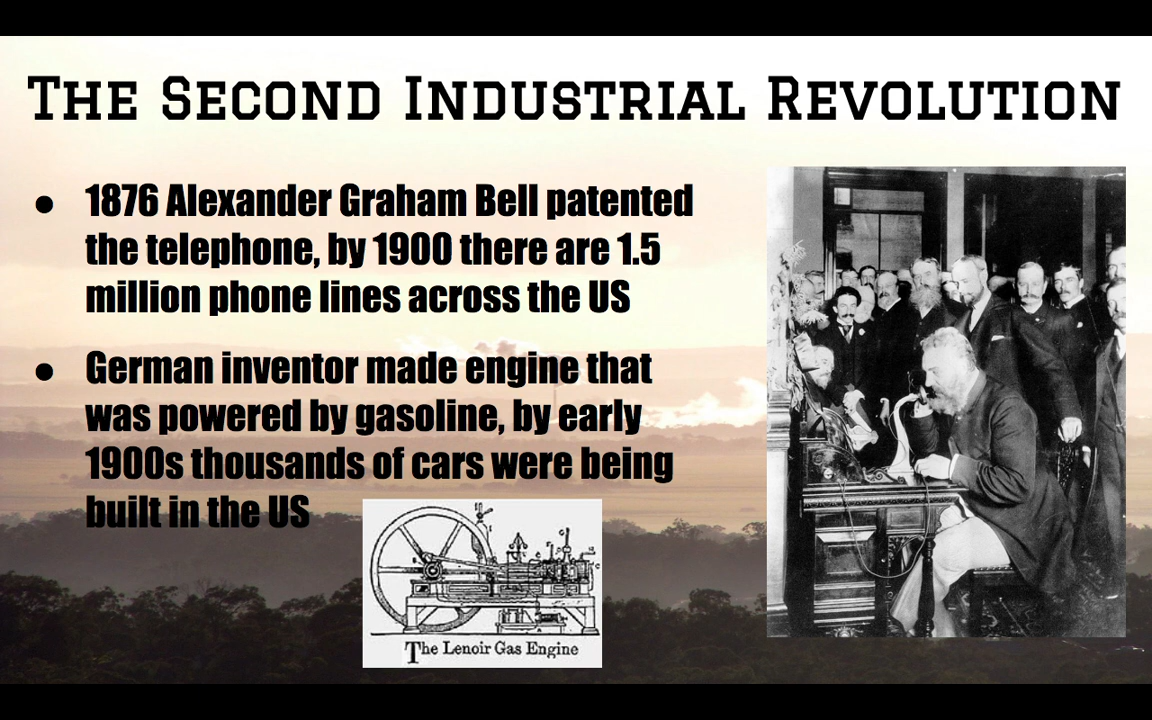 The Second Industrial Revolution
● 1876 Alexander Graham Bell patented
the telephone, by 1900 there are 1.5
million phone lines across the US
● German inventor made engine that
was powered by gasoline, by early
1900s thousands of cars were being
built in the US
The Lenoir Gas Engine